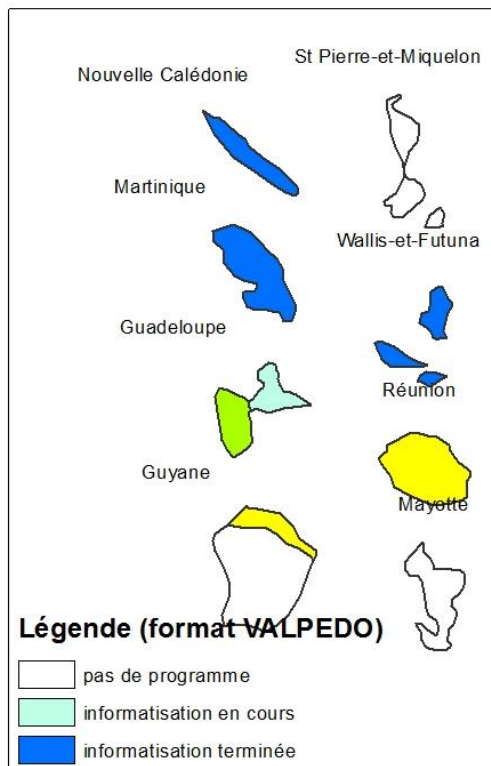 St Pierre-et-Miquelon
Nouvelle Calédonie
Martinique
Wallis-et-Futuna
Guadeloupe
Réunion
Guyane
Mayotte
Légende (format VALPEDO)
pas de programme
informatisation en cours
informatisation terminée